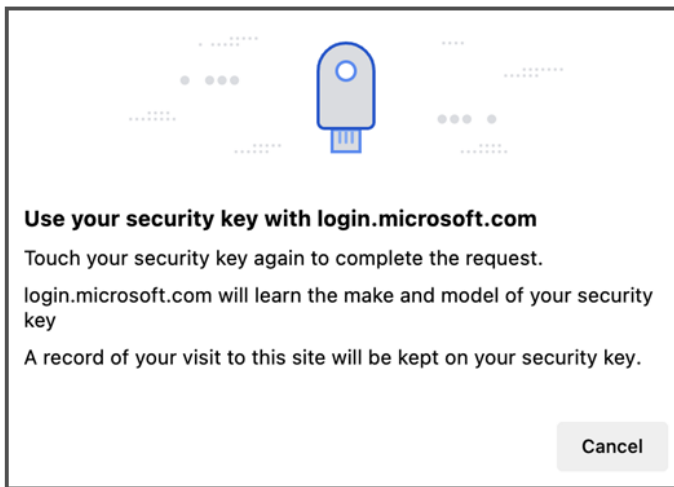 Use your security key with login.microsoft.com
Touch your security key again to complete the request.
login.microsoft.com will learn the make and model of your security
key
A record of your visit to this site will be kept on your security key.
Cancel